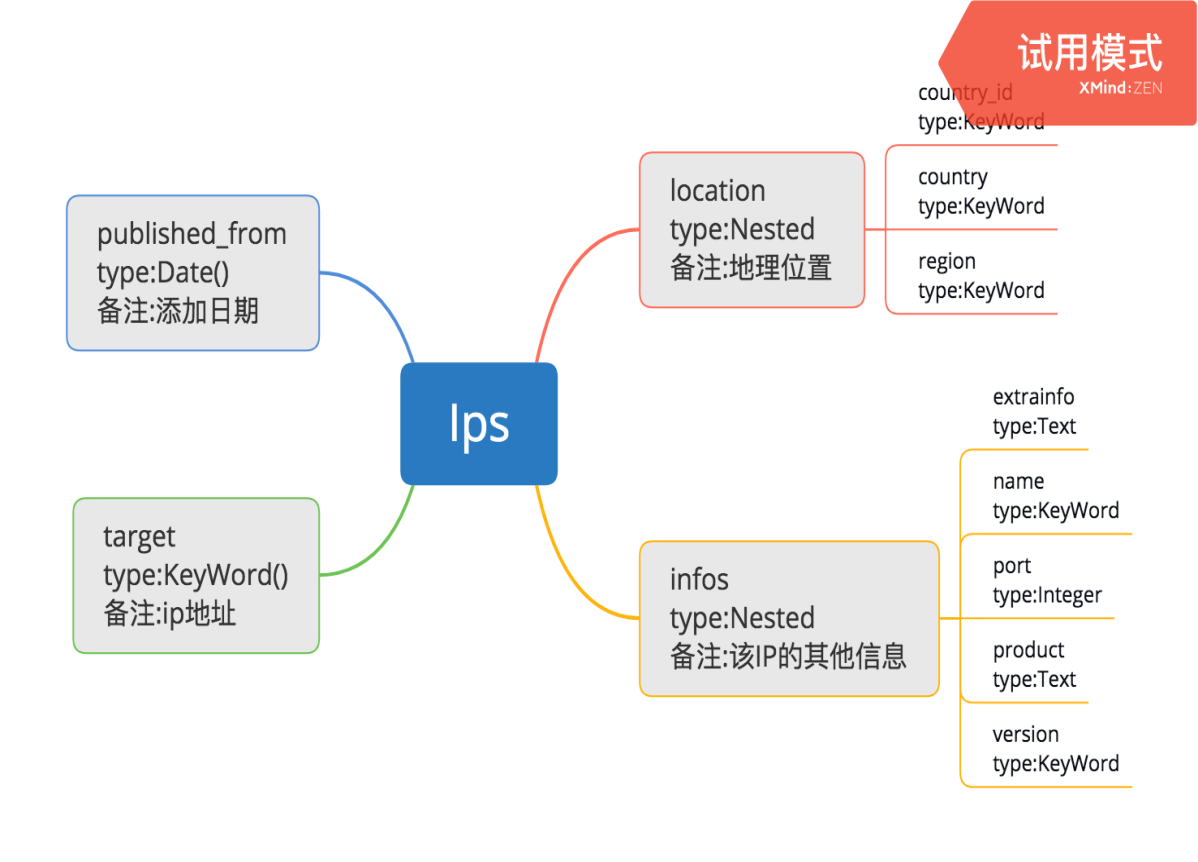 试用模式
XMind:ZEN
published_from
type:Date()
备注:添加日期
target
type:KeyWord()
备注:ip地址
Ips
location
type:Nested
备注:地理位置
country_id
type:KeyWord
country
type:KeyWord
region
type:KeyWord
infos
type:Nested
备注:该IP的其他信息
extrainfo
type:Text
name
type:KeyWord
port
type:Integer
product
type:Text
version
type:KeyWord